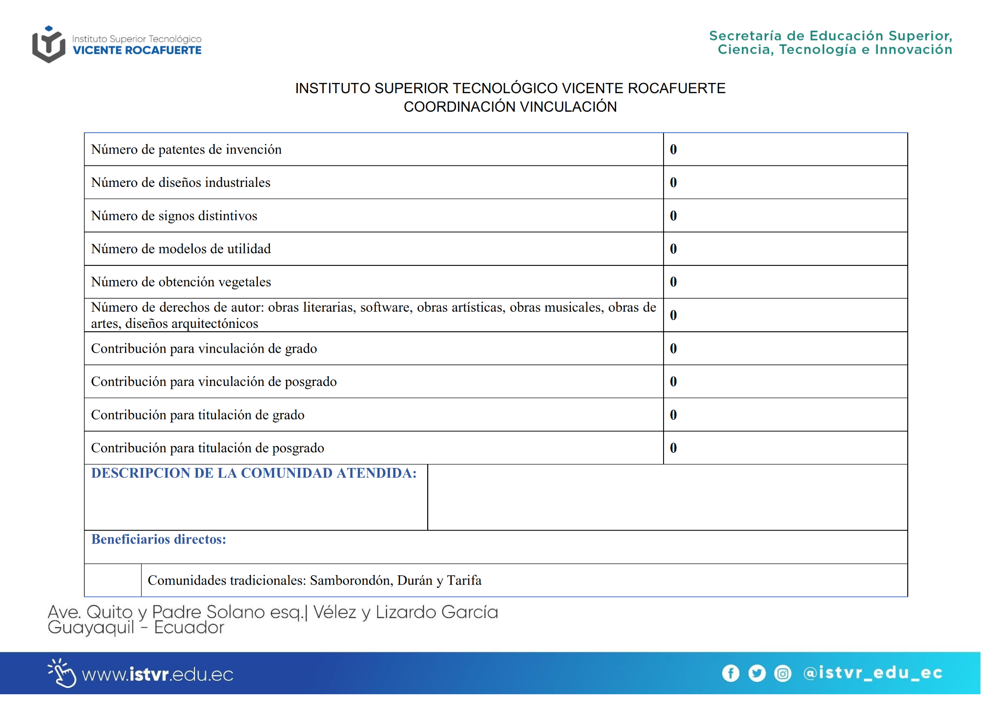 Instituto Superior Tecnológico
VICENTE ROCAFUERTE
Secretaría de Educación Superior,
Ciencia, Tecnología e Innovación
INSTITUTO SUPERIOR TECNOLÓGICO VICENTE ROCAFUERTE
COORDINACIÓN VINCULACIÓN
Número de patentes de invención 0
Número de diseños industriales 0
Número de signos distintivos 0
Número de modelos de utilidad 0
Número de obtención vegetales 0
Número de derechos de autor: obras literarias, software, obras artísticas, obras musicales, obras de
artes, diseños arquitectónicos 0
Contribución para vinculación de grado 0
Contribución para vinculación de posgrado 0
Contribución para titulación de grado 0
Contribución para titulación de posgrado 0
DESCRIPCION DE LA COMUNIDAD ATENDIDA:
Beneficiarios directos:
Comunidades tradicionales: Samborondón, Durán y Tarifa
Ave. Quito y Padre Solano esq.| Vélez y Lizardo García
Guayaquil - Ecuador
www.istvr.edu.ec
@istvr_edu_ec